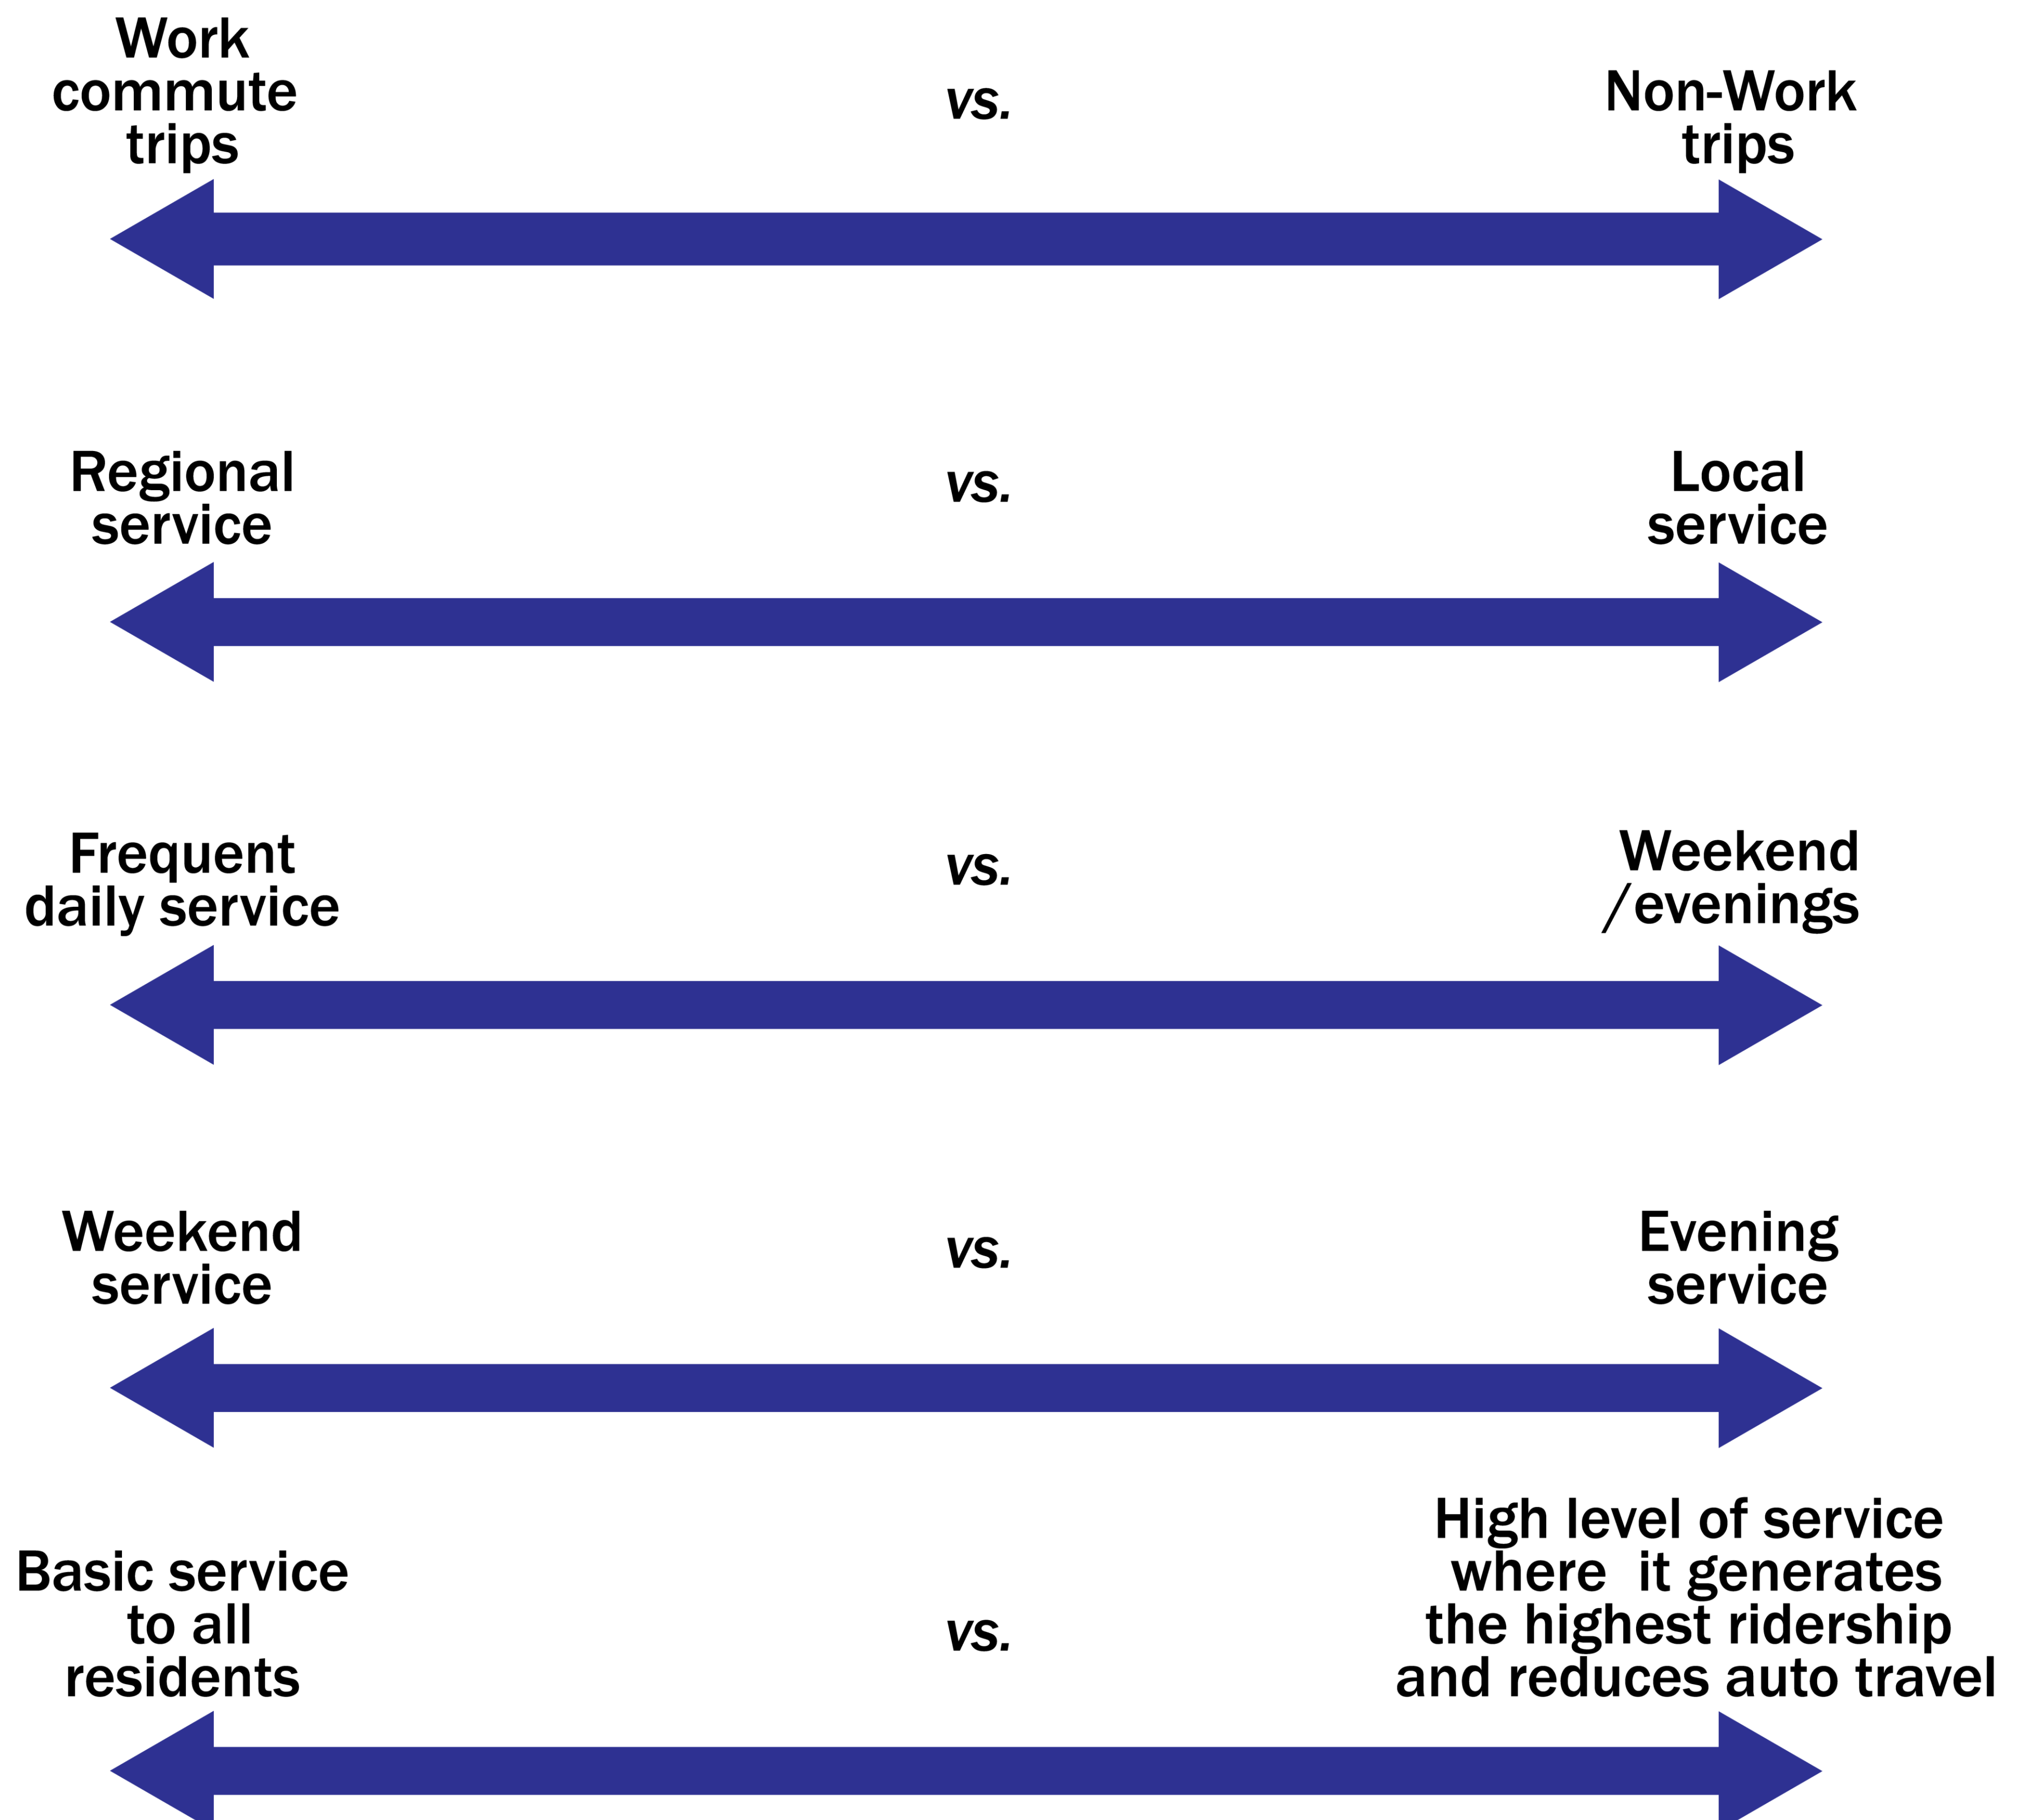 Work
commute
trips
vs.
Non-Work
trips
Regional
service
vs.
Local
service
Frequent
daily service
vs.
Weekend
/evenings
Weekend
service
vs.
Evening
service
Basic service
to all
residents
vs.
High level of service
where  it generates
the highest ridership
and reduces auto travel